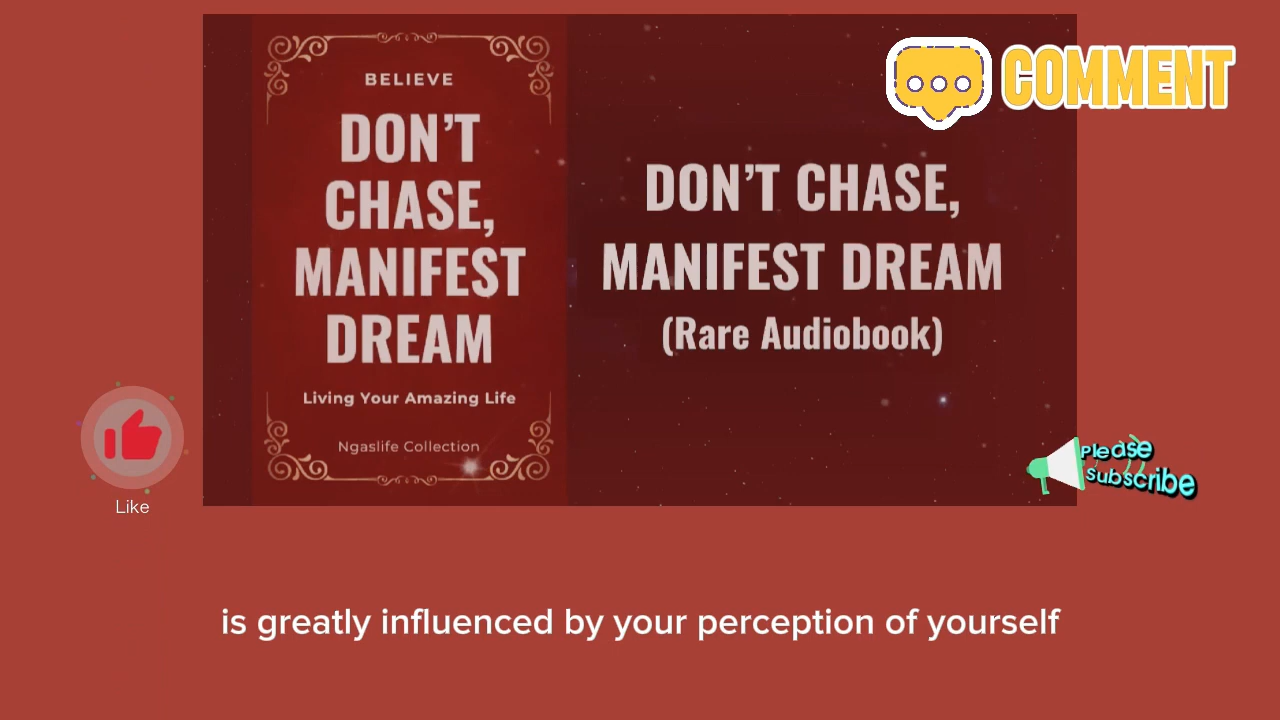 BELIEVE
DON'T
CHASE,
MANIFEST
DREAM
Living Your Amazing Life
Ngaslife Collection
DON'T CHASE,
MANIFEST DREAM
(Rare Audiobook)
COMMENT
Like
Please
Subscribe
is greatly influenced by your perception of yourself